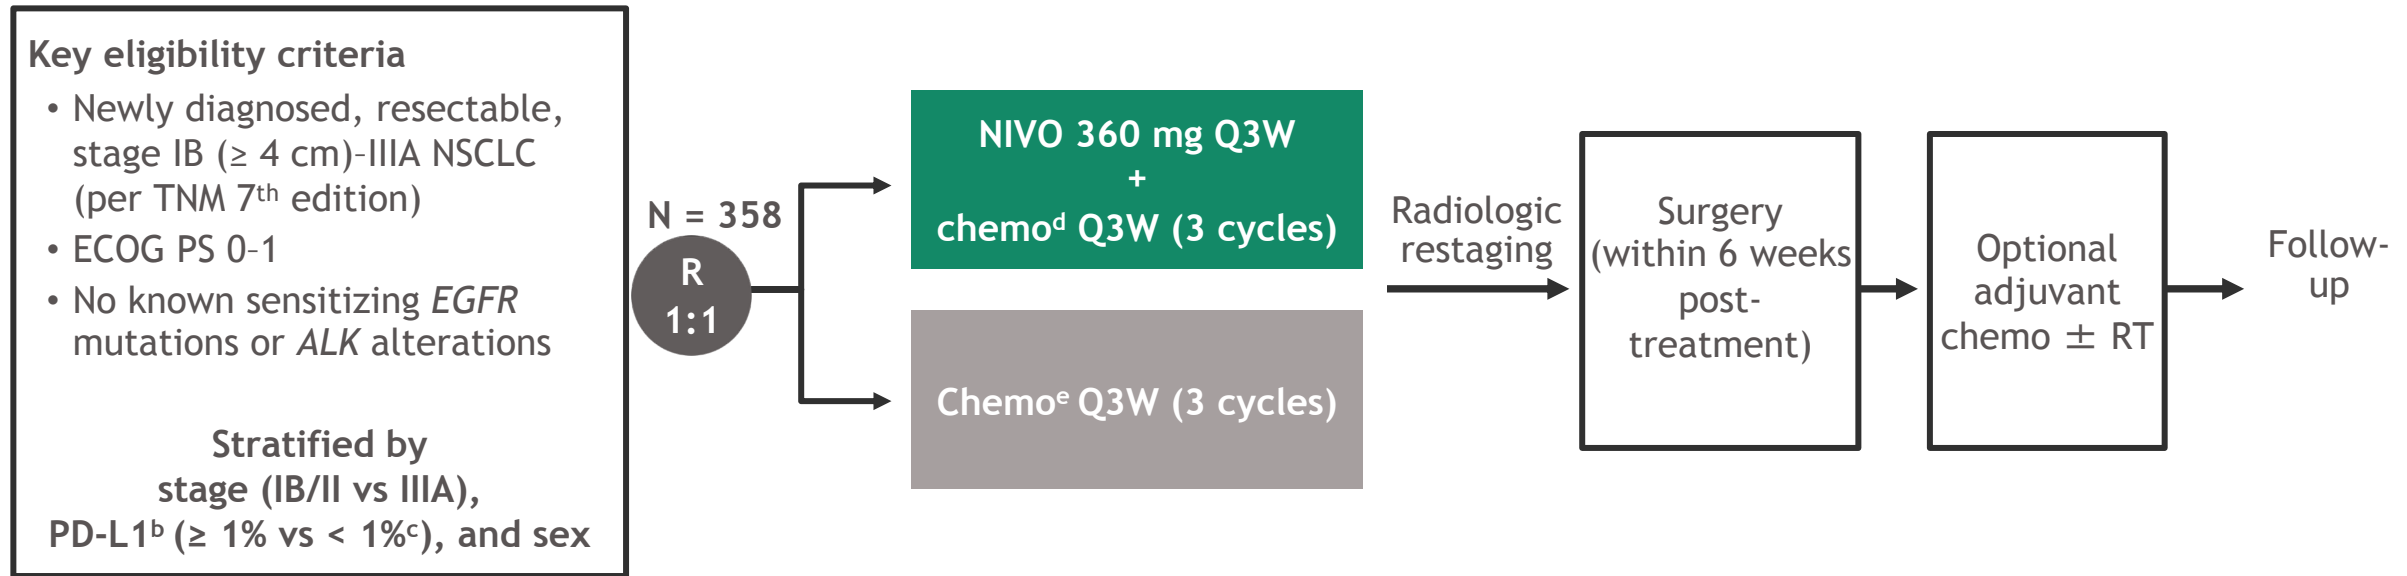 Key eligibility criteria
• Newly diagnosed, resectable,
stage IB (≥ 4 cm)–IIIA NSCLC
(per TNM 7th edition)
• ECOG PS 0–1
• No known sensitizing EGFR
mutations or ALK alterations
Stratified by
stage (IB/II vs IIIA),
PD-L1b (≥ 1% vs < 1%c), and sex
N = 358
R
1:1
NIVO 360 mg Q3W
+
chemod Q3W (3 cycles)
Chemoe Q3W (3 cycles)
Radiologic
restaging
Surgery
(within 6 weeks
post-
treatment)
Optional
adjuvant
chemo ± RT
Follow-
up